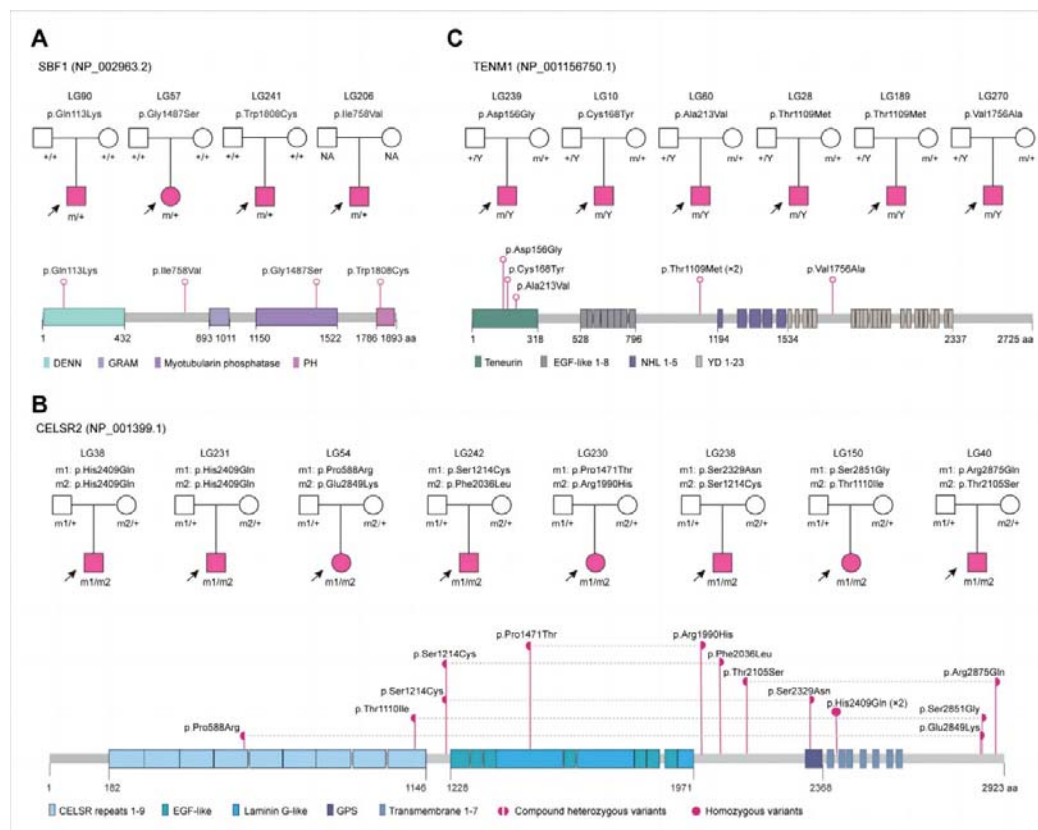 A
SBF1 (NP_002963.2)
LG90 LG57 LG241 LG206
p.Gln113Lys p.Gly1487Ser p.Trp1808Cys p.Ile758Val
+/+ +/+ +/+ +/+ +/+ +/+ NA NA
m/+ m/+ m/+ m/+
p.Gln113Lys p.Ile758Val p.Gly1487Ser p.Trp1808Cys
1 432 893 1011 1150 1522 1786 1893 aa
DENN GRAM Myotubularin phosphatase PH
C
TENM1 (NP_001156750.1)
LG239 LG10 LG60 LG28 LG189 LG270
p.Asp156Gly p.Cys168Tyr p.Ala213Val p.Thr1109Met p.Thr1109Met p.Val1756Ala
+/Y m/+ +/Y m/+ +/Y m/+ +/Y m/+ +/Y m/+ +/Y m/+
m/Y m/Y m/Y m/Y m/Y m/Y
p.Asp156Gly
p.Cys168Tyr p.Thr1109Met (×2) p.Val1756Ala
p.Ala213Val
1 318 528 796 1194 1534 2337 2725 aa
Teneurin EGF-like 1-8 NHL 1-5 YD 1-23
B
CELSR2 (NP_001399.1)
LG38 LG231 LG54 LG242 LG230 LG238 LG150 LG40
m1: p.His2409Gln m1: p.His2409Gln m1: p.Pro588Arg m1: p.Ser1214Cys m1: p.Pro1471Thr m1: p.Ser2329Asn m1: p.Ser2851Gly m1: p.Arg2875Gln
m2: p.His2409Gln m2: p.His2409Gln m2: p.Glu2849Lys m2: p.Phe2036Leu m2: p.Arg1990His m2: p.Ser1214Cys m2: p.Thr1110Ile m2: p.Thr2105Ser
m1/+ m2/+ m1/+ m2/+ m1/+ m2/+ m1/+ m2/+ m1/+ m2/+ m1/+ m2/+ m1/+ m2/+ m1/+ m2/+
m1/m2 m1/m2 m1/m2 m1/m2 m1/m2 m1/m2 m1/m2 m1/m2
p.Pro1471Thr p.Arg1990His
p.Ser1214Cys p.Phe2036Leu
p.Thr2105Ser p.Arg2875Gln
p.Ser1214Cys p.Ser2329Asn
p.Thr1110Ile p.His2409Gln (×2) p.Ser2851Gly
p.Pro588Arg p.Glu2849Lys
1 182 1146 1226 1971 2368 2923 aa
CELSR repeats 1-9 EGF-like Laminin G-like GPS Transmembrane 1-7 Compound heterozygous variants Homozygous variants